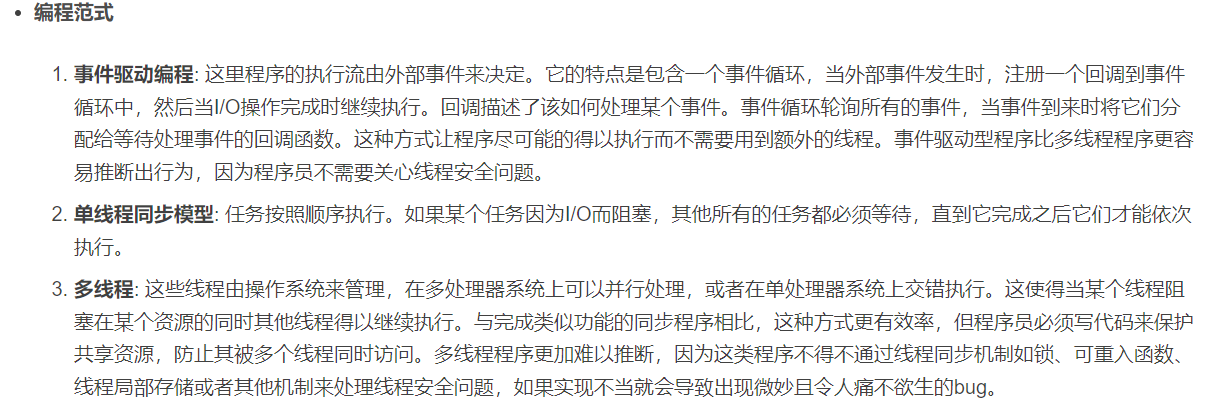 • 编程范式
1. 事件驱动编程: 这里程序的执行流由外部事件来决定。它的特点是包含一个事件循环，当外部事件发生时，注册一个回调到事件
循环中，然后当I/O操作完成时继续执行。回调描述了该如何处理某个事件。事件循环轮询所有的事件，当事件到来时将它们分
配给等待处理事件的回调函数。这种方式让程序尽可能的得以执行而不需要用到额外的线程。事件驱动型程序比多线程程序更容
易推断出行为，因为程序员不需要关心线程安全问题。
2. 单线程同步模型: 任务按照顺序执行。如果某个任务因为I/O而阻塞，其他所有的任务都必须等待，直到它完成之后它们才能依次
执行。
3. 多线程: 这些线程由操作系统来管理，在多处理器系统上可以并行处理，或者在单处理器系统上交错执行。这使得当某个线程阻
塞在某个资源的同时其他线程得以继续执行。与完成类似功能的同步程序相比，这种方式更有效率，但程序员必须写代码来保护
共享资源，防止其被多个线程同时访问。多线程程序更加难以推断，因为这类程序不得不通过线程同步机制如锁、可重入函数、
线程局部存储或者其他机制来处理线程安全问题，如果实现不当就会导致出现微妙且令人痛不欲生的bug。